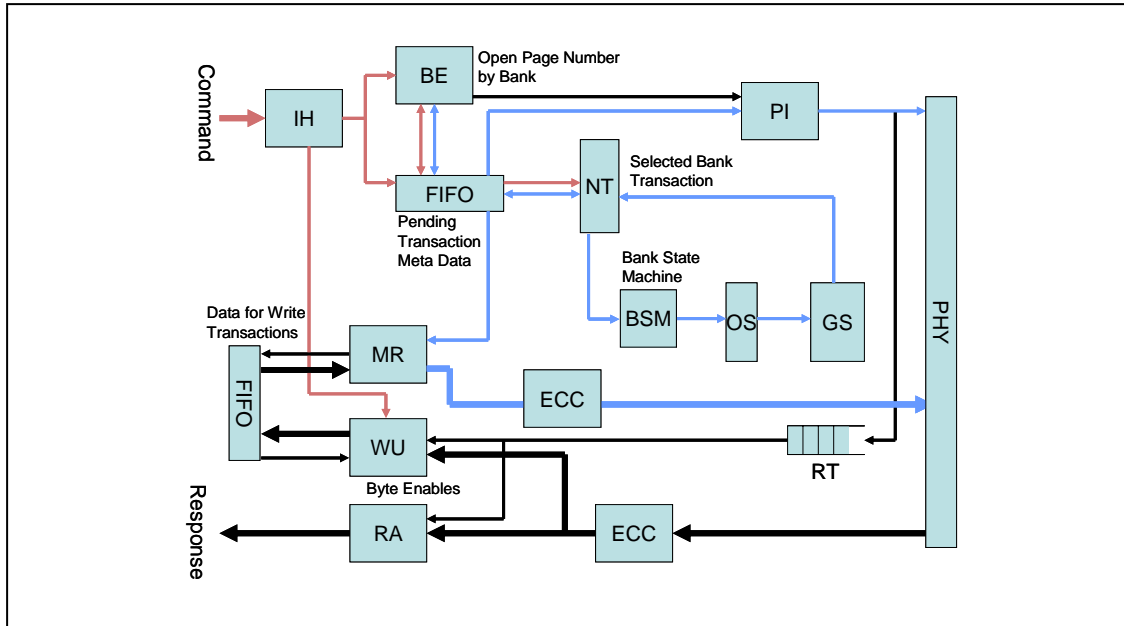 Command
IH
BE
Open Page Number
by Bank
PI
FIFO
Pending
Transaction
Meta Data
NT
Selected Bank
Transaction
Bank State
Machine
BSM
OS
GS
PHY
Data for Write
Transactions
FIFO
MR
ECC
WU
Byte Enables
RT
Response
RA
ECC